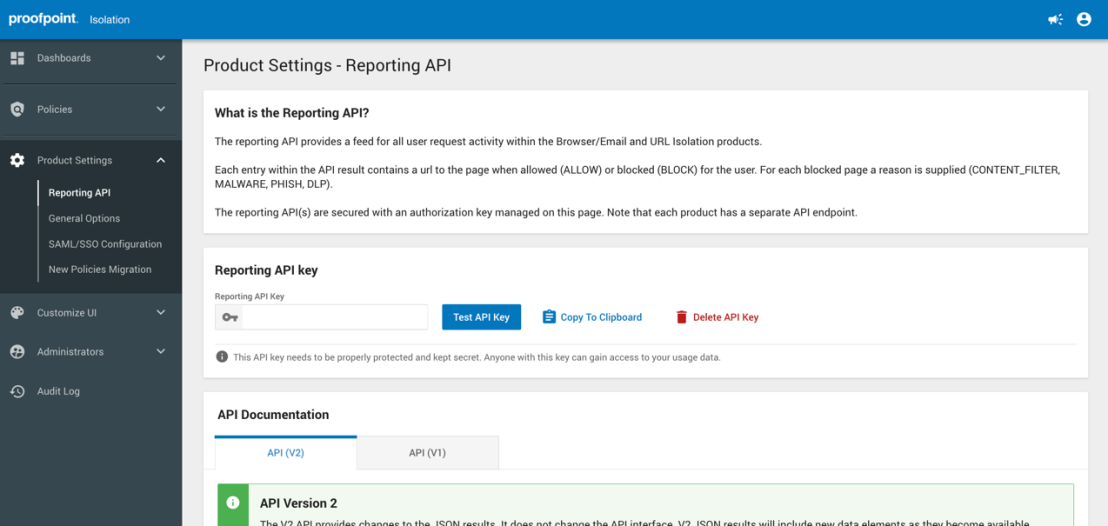 proofpoint. Isolation
Dashboards
Policies
Product Settings
Reporting API
General Options
SAML/SSO Configuration
New Policies Migration
Customize UI
Administrators
Audit Log
Product Settings - Reporting API
What is the Reporting API?
The reporting API provides a feed for all user request activity within the Browser/Email and URL Isolation products.
Each entry within the API result contains a url to the page when allowed (ALLOW) or blocked (BLOCK) for the user. For each blocked page a reason is supplied (CONTENT_FILTER,
MALWARE, PHISH, DLP).
The reporting API(s) are secured with an authorization key managed on this page. Note that each product has a separate API endpoint.
Reporting API key
Reporting API Key
Test API Key Copy To Clipboard Delete API Key
This API key needs to be properly protected and kept secret. Anyone with this key can gain access to your usage data.
API Documentation
API (V2) API (V1)
API Version 2
The V2 API provides changes to the JSON results. It does not change the API interface. V2 JSON results will include new data elements as they become available.